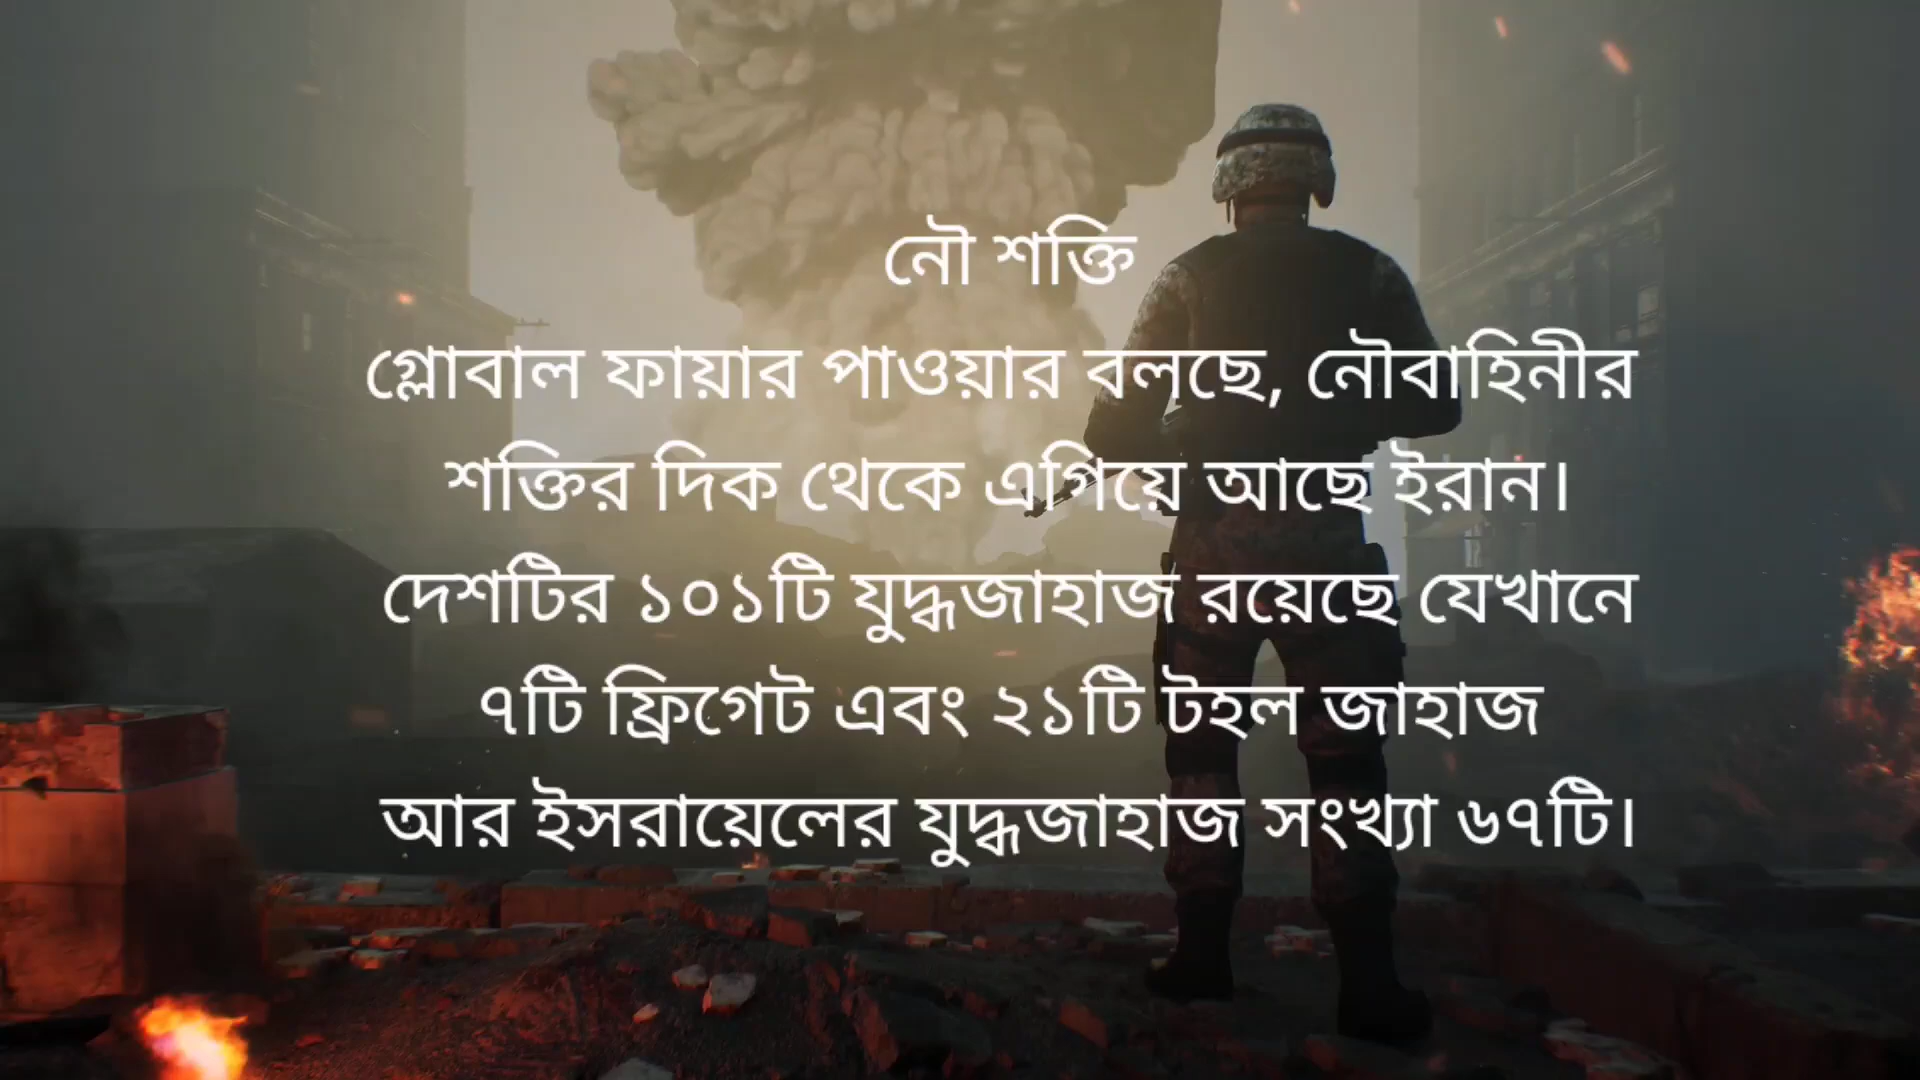 নৌ শক্তি
গ্লোবাল ফায়ার পাওয়ার বলছে, নৌবাহিনীর
শক্তির দিক থেকে এগিয়ে আছে ইরান।
দেশটির ১০১টি যুদ্ধজাহাজ রয়েছে যেখানে
৭টি ফ্রিগেট এবং ২১টি টহল জাহাজ
আর ইসরায়েলের যুদ্ধজাহাজ সংখ্যা ৬৭টি।